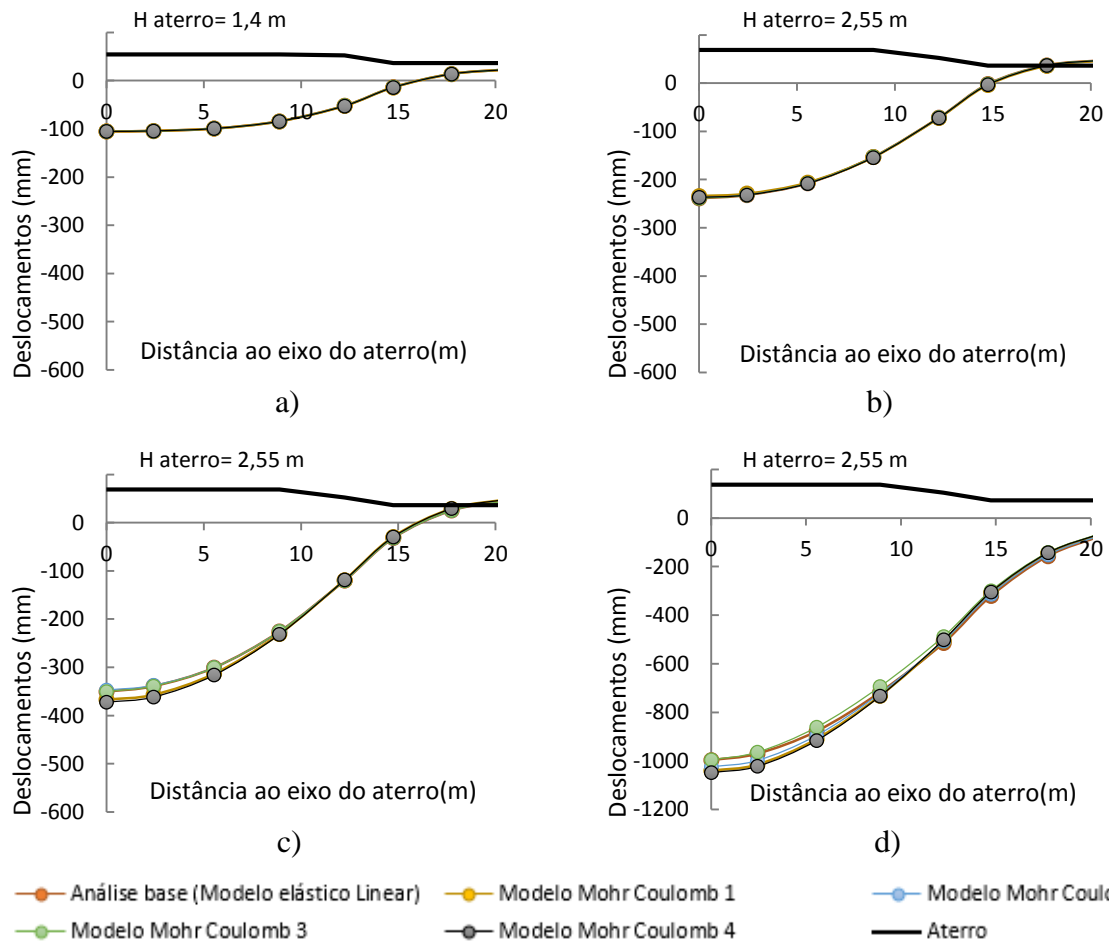 H aterro= 1,4 m
0
-100
-200
-300
-400
-500
-600
0 5 10 15 20
Deslocamentos (mm)
Distância ao eixo do aterro(m)
a)
H aterro= 2,55 m
0
-100
-200
-300
-400
-500
-600
0 5 10 15 20
Deslocamentos (mm)
Distância ao eixo do aterro(m)
b)
H aterro= 2,55 m
0
-100
-200
-300
-400
-500
-600
0 5 10 15 20
Deslocamentos (mm)
Distância ao eixo do aterro(m)
c)
H aterro= 2,55 m
0
-200
-400
-600
-800
-1000
-1200
0 5 10 15 20
Deslocamentos (mm)
Distância ao eixo do aterro(m)
d)
Análise base (Modelo elástico Linear) Modelo Mohr Coulomb 1 Modelo Mohr
Modelo Mohr Coulomb 3 Modelo Mohr Coulomb 4 Aterro